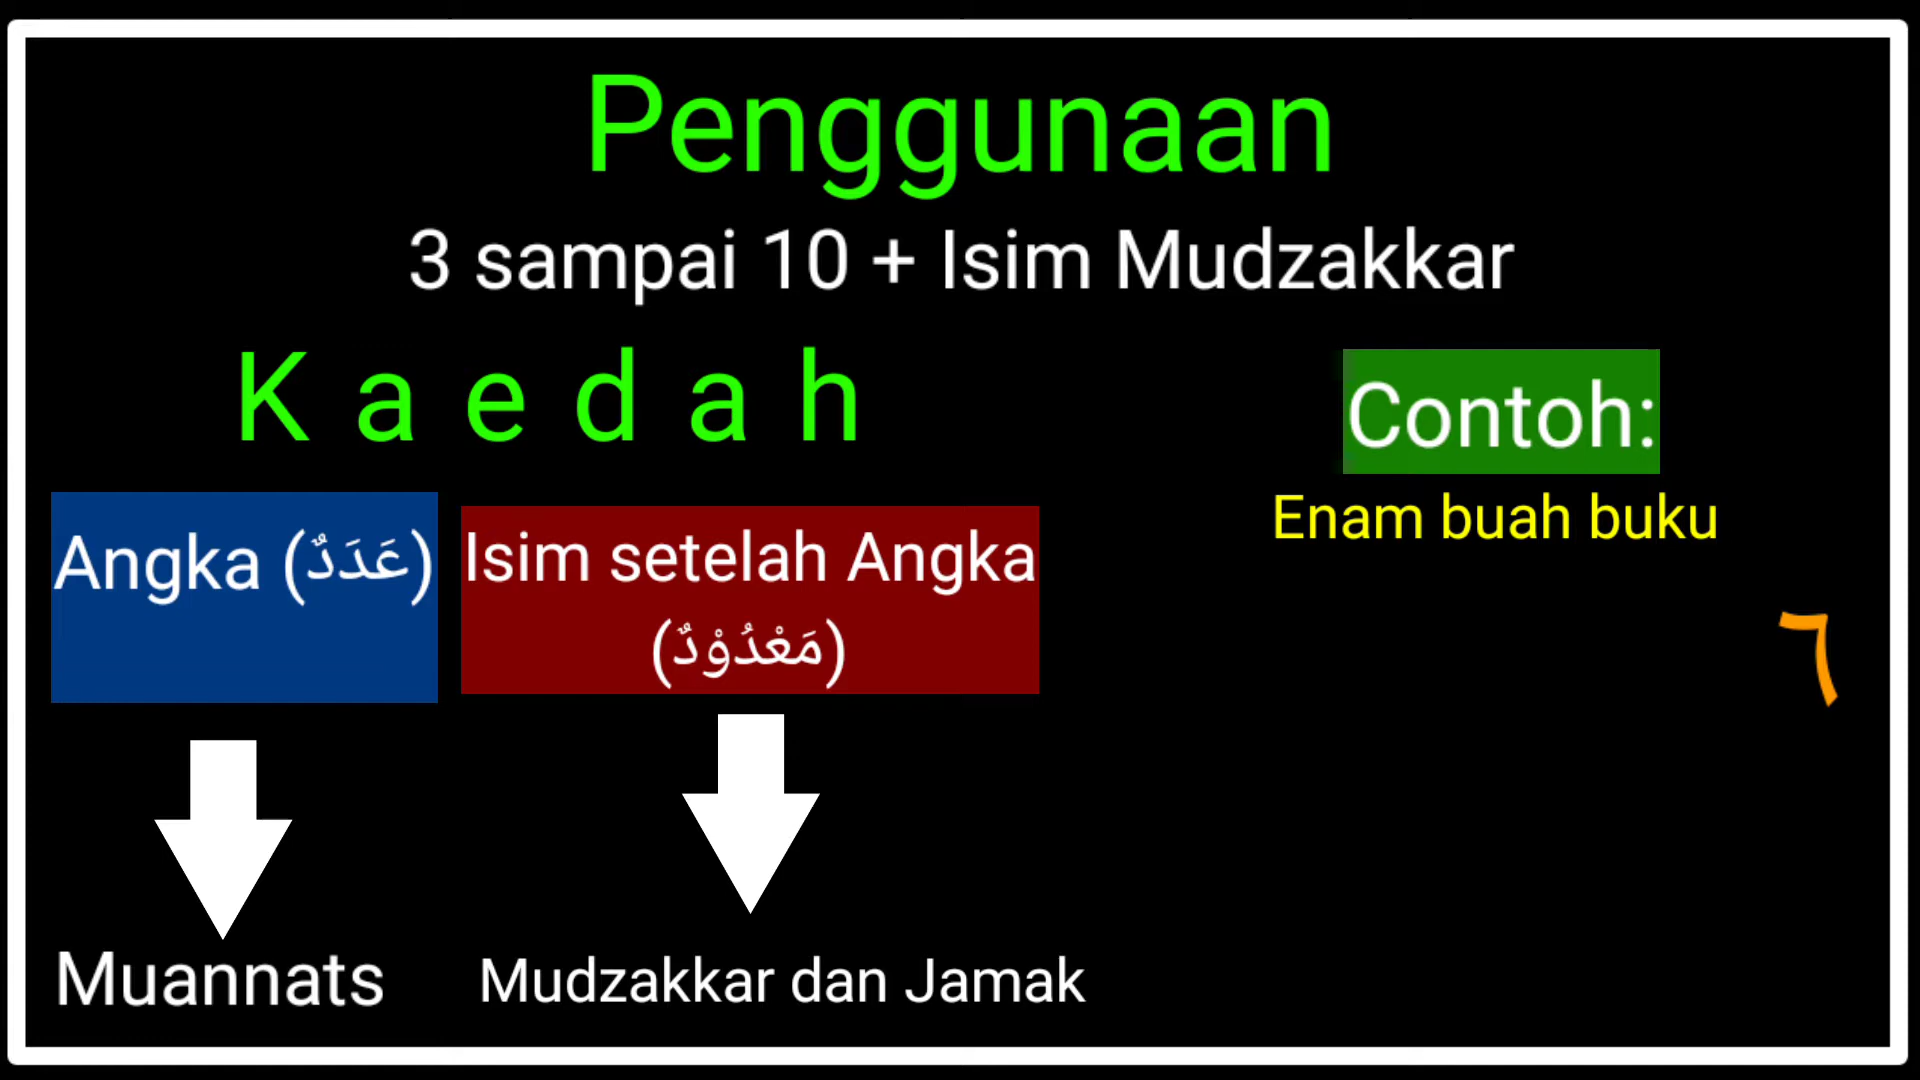 Penggunaan
3 sampai 10 + Isim Mudzakkar
K a e d a h
Angka (عَدَدٌ)
Isim setelah Angka
(مَعْدُوْدٌ)
Muannats
Mudzakkar dan Jamak
Contoh:
Enam buah buku
٦